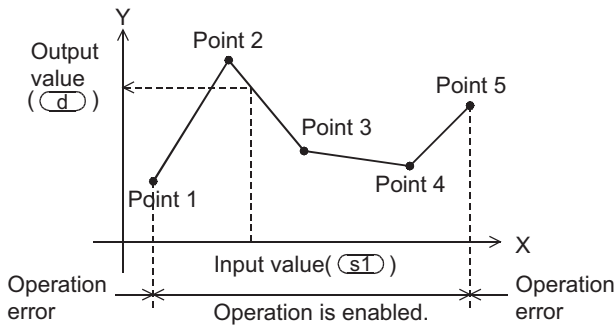 Y
Output
value
( d )
Point 2
Point 5
Point 3
Point 1
Point 4
X
Input value( s1 )
Operation
error
Operation is enabled.
Operation
error